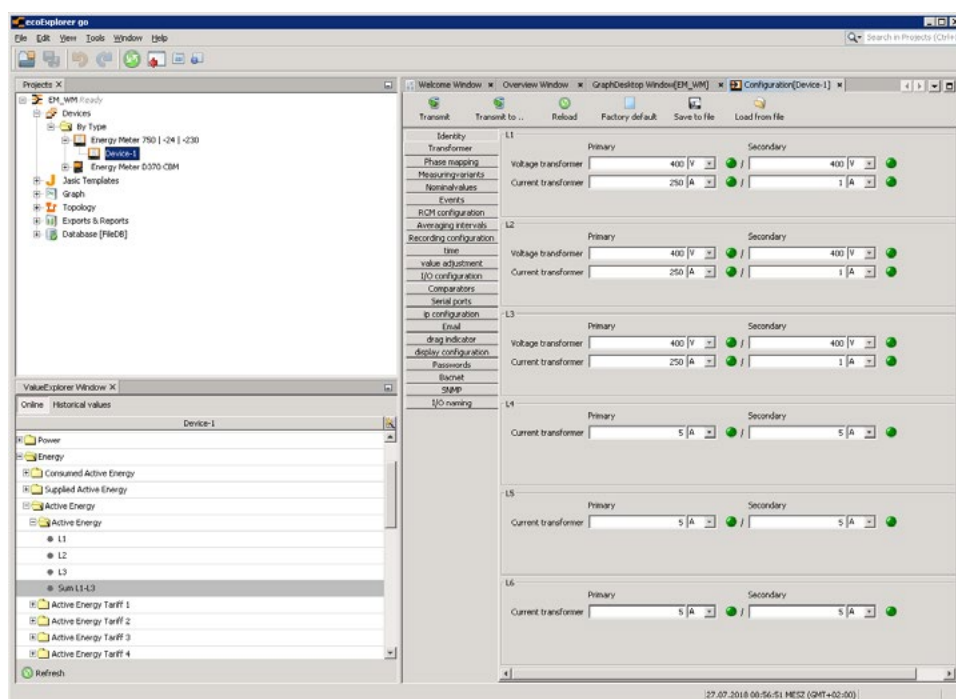 ecoExplorer go
File Edit View Tools Window Help
Search in Projects (Ctrl+I
Projects X
EM_WM Ready
Devices
By Type
Energy Meter 750 | -24 | -230
Device-1
Energy Meter D370-CBM
Jasic Templates
Graph
Topology
Exports & Reports
Database [FileDB]
ValueExplorer Window X
Online Historical values
Device-1
Power
Energy
Consumed Active Energy
Supplied Active Energy
Active Energy
Active Energy
L1
L2
L3
Sum L1-L3
Active Energy Tariff 1
Active Energy Tariff 2
Active Energy Tariff 3
Active Energy Tariff 4
Refresh
Welcome Window Overview Window GraphDesktop Window[EM_WM] Configuration[Device-1]
Transmit Transmit to .. Reload Factory default Save to file Load from file
Identity
Transformer
Phase mapping
Measuringvariants
Nominalvalues
Events
RCM configuration
Averaging intervals
Recording configuration
time
value adjustment
I/O configuration
Comparators
Serial ports
ip configuration
Email
drag indicator
display configuration
Passwords
Bacnet
SNMP
I/O naming
L1
Primary Secondary
Voltage transformer 400 V / 400 V
Current transformer 250 A / 1 A
L2
Primary Secondary
Voltage transformer 400 V / 400 V
Current transformer 250 A / 1 A
L3
Primary Secondary
Voltage transformer 400 V / 400 V
Current transformer 250 A / 1 A
L4
Primary Secondary
Current transformer 5 A / 5 A
L5
Primary Secondary
Current transformer 5 A / 5 A
L6
Primary Secondary
Current transformer 5 A / 5 A
27.07.2018 08:56:51 MESZ (GMT+02:00)